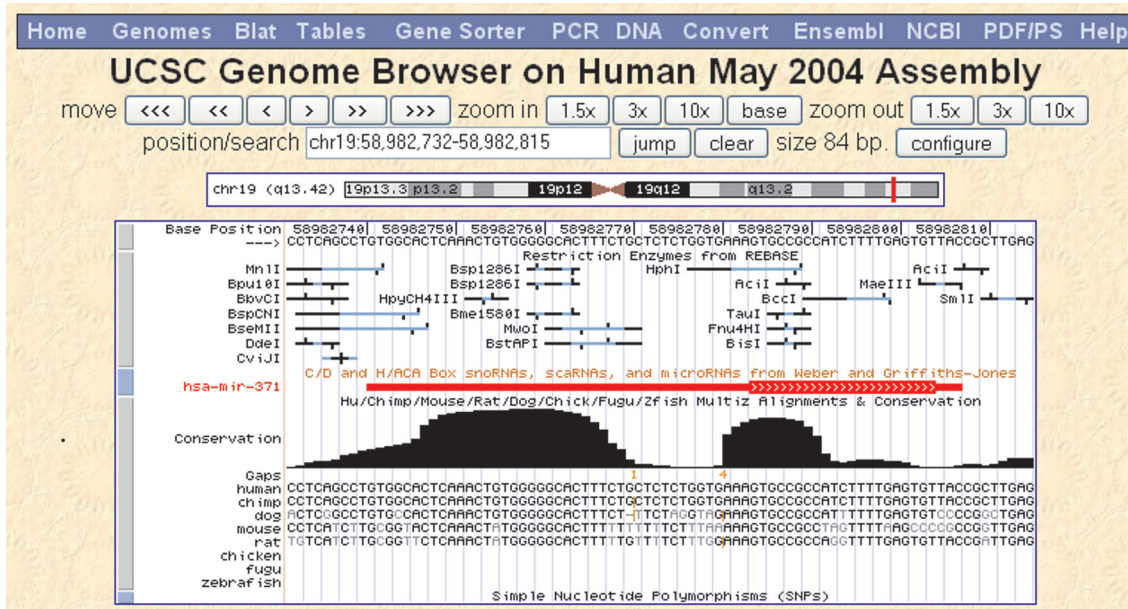 Home Genomes Blat Tables Gene Sorter PCR DNA Convert Ensembl NCBI PDF/PS Help
UCSC Genome Browser on Human May 2004 Assembly
move <<< << < > >> >>> zoom in 1.5x 3x 10x base zoom out 1.5x 3x 10x
position/search chr19:58,982,732-58,982,815 jump clear size 84 bp. configure
chr19 (q13.42) 19p13.3 p13.2 19p12 19q12 q13.2
Base Position 58982740 58982750 58982760 58982770 58982780 58982790 58982800 58982810
---> CCTCAGCCTGTGGCACTCAAACTGTGGGGGCACTTTCTGCTCTCTGGTGAAAGTGCCGCCATCTTTTGAGTGTTACCGCTTGAG
Restriction Enzymes from REBASE
MnlI Bsp1286I HphI AciI
Bpu10I Bsp1286I AciI MaeIII
BbvCI HpyCH4III BccI SmlI
BspCNI Bme1580I TauI
BseMII MwoI Fnu4HI
DdeI BstAPI BisI
CviJI
C/D and H/ACA Box snoRNAs, scaRNAs, and microRNAs from Weber and Griffiths-Jones
hsa-mir-371
Hu/Chimp/Mouse/Rat/Dog/Chick/Fugu/Zfish Multiz Alignments & Conservation
Conservation
Gaps 1 4
human CCTCAGCCTGTGGCACTCAAACTGTGGGGGCACTTTCTGCTCTCTGGTGAAAGTGCCGCCATCTTTTGAGTGTTACCGCTTGAG
chimp CCTCAGCCTGTGGCACTCAAACTGTGGGGGCACTTTCTGCTCTCTGGTGAAAGTGCCGCCATCTTTTGAGTGTTACCGCTTGAG
dog ACTCGGCCTGTGCCACTCAAACTGTGGGGGCACTTTCT-TTCTAGGTAGAAAGTGCCGCCATTTTTTGAGTGTCCCCGGCTGAG
mouse CCTCATCTTGCGGTACTCAAACTATGGGGGCACTTTTTTTTTCTTTAAAAAGTGCCGCCTAGTTTTAAGCCCCGCCGGTTGAG
rat TGTCATCTTGCGGTTCTCAAACTATGGGGGCACTTTTTGTTTTCTTTGGAAAGTGCCGCCAGGTTTTGAGTGTTACCGATTGAG
chicken
fugu
zebrafish
Simple Nucleotide Polymorphisms (SNPs)